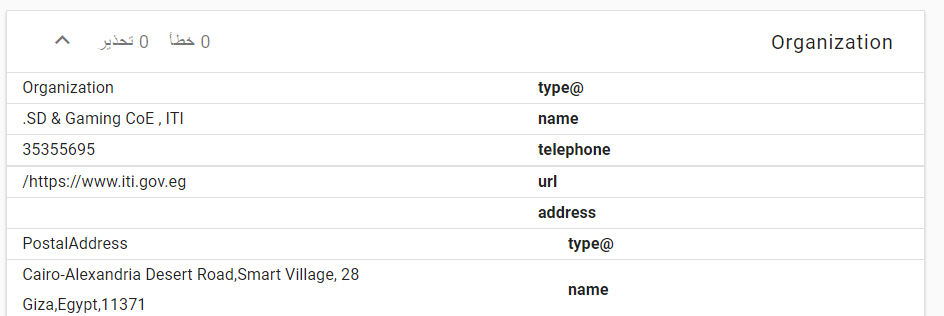 Organization 0 خطأ 0 تحذير
@type Organization
name SD & Gaming CoE , ITI.
telephone 35355695
url https://www.iti.gov.eg/
address
@type PostalAddress
name 28 Cairo-Alexandria Desert Road,Smart Village,
Giza,Egypt,11371